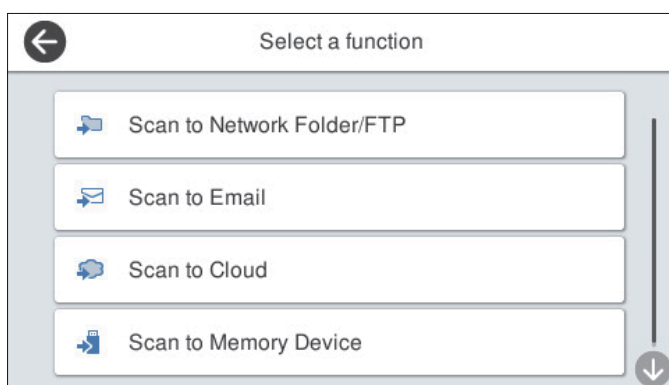 Select a function
Scan to Network Folder/FTP
Scan to Email
Scan to Cloud
Scan to Memory Device